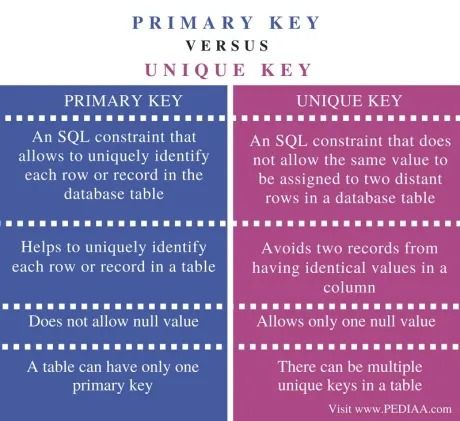 PRIMARY KEY
VERSUS
UNIQUE KEY
PRIMARY KEY
An SQL constraint that
allows to uniquely identify
each row or record in the
database table
Helps to uniquely identify
each row or record in a table
Does not allow null value
A table can have only one
primary key
UNIQUE KEY
An SQL constraint that does
not allow the same value to
be assigned to two distant
rows in a database table
Avoids two records from
having identical values in a
column
Allows only one null value
There can be multiple
unique keys in a table
Visit www.PEDIAA.com